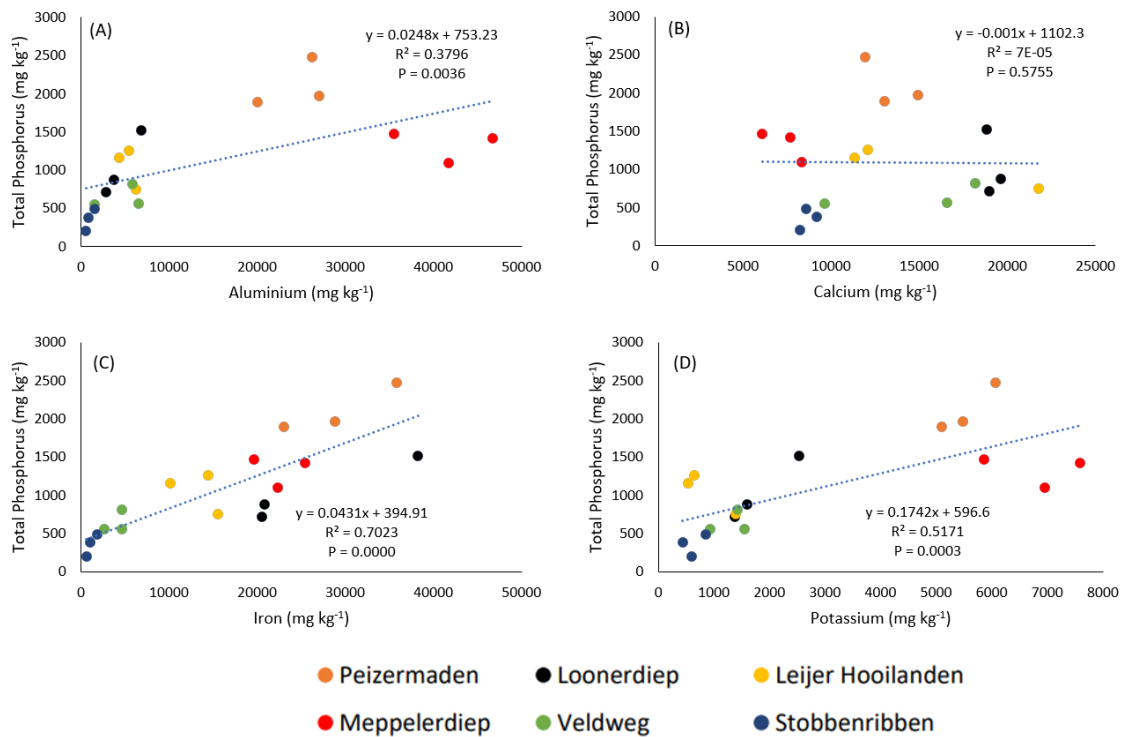 (A)
y = 0.0248x + 753.23
R² = 0.3796
P = 0.0036
Total Phosphorus (mg kg⁻¹)
3000
2500
2000
1500
1000
500
0
0 10000 20000 30000 40000 50000
Aluminium (mg kg⁻¹)
(B)
y = -0.001x + 1102.3
R² = 7E-05
P = 0.5755
Total Phosphorus (mg kg⁻¹)
3000
2500
2000
1500
1000
500
0
0 5000 10000 15000 20000 25000
Calcium (mg kg⁻¹)
(C)
Total Phosphorus (mg kg⁻¹)
3000
2500
2000
1500
1000
500
0
y = 0.0431x + 394.91
R² = 0.7023
P = 0.0000
0 10000 20000 30000 40000 50000
Iron (mg kg⁻¹)
(D)
Total Phosphorus (mg kg⁻¹)
3000
2500
2000
1500
1000
500
0
y = 0.1742x + 596.6
R² = 0.5171
P = 0.0003
0 1000 2000 3000 4000 5000 6000 7000 8000
Potassium (mg kg⁻¹)
Peizermaden Loonerdiep Leijer Hooilanden
Meppelerdiep Veldweg Stobbenribben